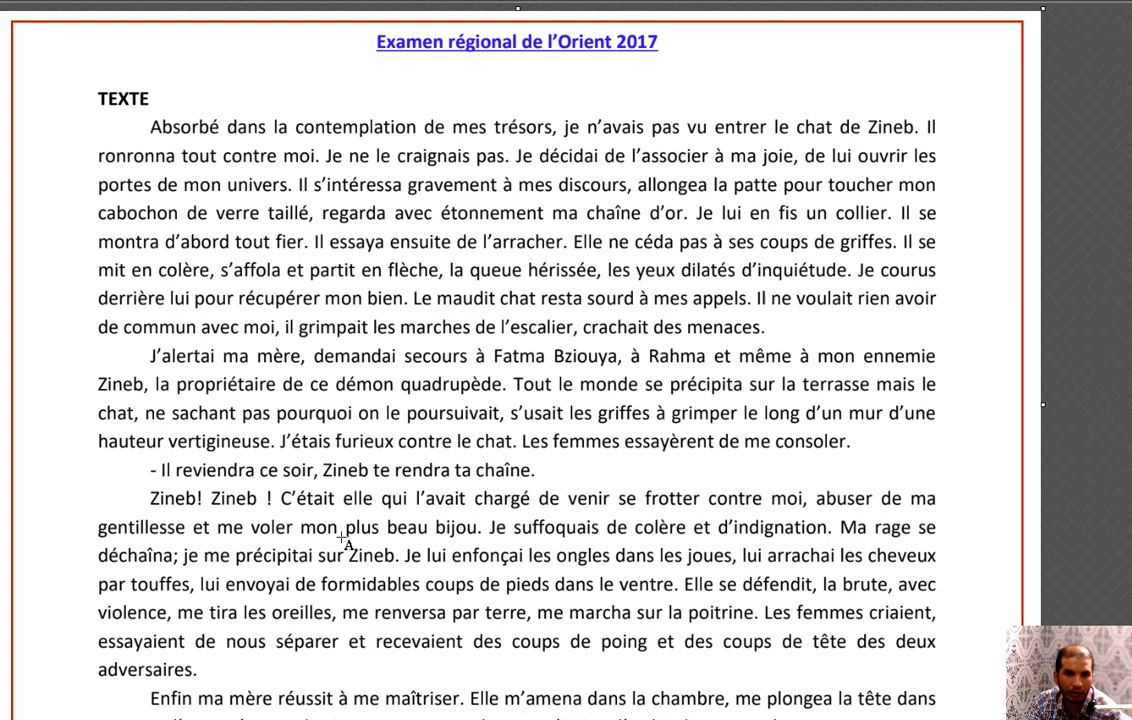 Examen régional de l’Orient 2017
TEXTE
Absorbé dans la contemplation de mes trésors, je n’avais pas vu entrer le chat de Zineb. Il
ronronna tout contre moi. Je ne le craignais pas. Je décidai de l’associer à ma joie, de lui ouvrir les
portes de mon univers. Il s’intéressa gravement à mes discours, allongea la patte pour toucher mon
cabochon de verre taillé, regarda avec étonnement ma chaîne d’or. Je lui en fis un collier. Il se
montra d’abord tout fier. Il essaya ensuite de l’arracher. Elle ne céda pas à ses coups de griffes. Il se
mit en colère, s’affola et partit en flèche, la queue hérissée, les yeux dilatés d’inquiétude. Je courus
derrière lui pour récupérer mon bien. Le maudit chat resta sourd à mes appels. Il ne voulait rien avoir
de commun avec moi, il grimpait les marches de l’escalier, crachait des menaces.
J’alertai ma mère, demandai secours à Fatma Bziouya, à Rahma et même à mon ennemie
Zineb, la propriétaire de ce démon quadrupède. Tout le monde se précipita sur la terrasse mais le
chat, ne sachant pas pourquoi on le poursuivait, s’usait les griffes à grimper le long d’un mur d’une
hauteur vertigineuse. J’étais furieux contre le chat. Les femmes essayèrent de me consoler.
- Il reviendra ce soir, Zineb te rendra ta chaîne.
Zineb! Zineb ! C’était elle qui l’avait chargé de venir se frotter contre moi, abuser de ma
gentillesse et me voler mon plus beau bijou. Je suffoquais de colère et d’indignation. Ma rage se
déchaîna; je me précipitai sur Zineb. Je lui enfonçai les ongles dans les joues, lui arrachai les cheveux
par touffes, lui envoyai de formidables coups de pieds dans le ventre. Elle se défendit, la brute, avec
violence, me tira les oreilles, me renversa par terre, me marcha sur la poitrine. Les femmes criaient,
essayaient de nous séparer et recevaient des coups de poing et des coups de tête des deux
adversaires.
Enfin ma mère réussit à me maîtriser. Elle m’amena dans la chambre, me plongea la tête dans